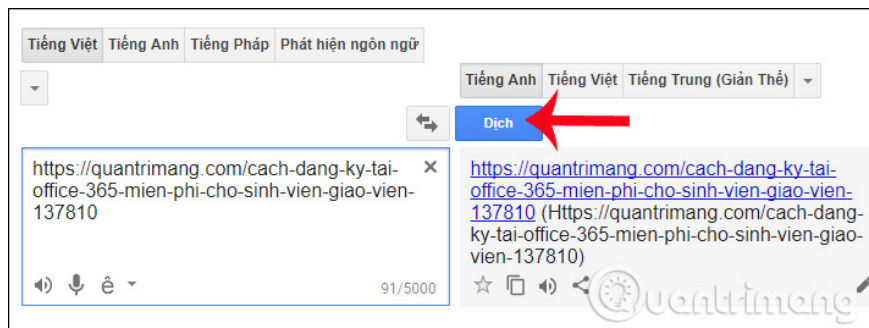 Tiếng Việt Tiếng Anh Tiếng Pháp Phát hiện ngôn ngữ
Tiếng Anh Tiếng Việt Tiếng Trung (Giản Thể)
Dịch
https://quantrimang.com/cach-dang-ky-tai-
office-365-mien-phi-cho-sinh-vien-giao-vien-
137810
ê
91/5000
https://quantrimang.com/cach-dang-ky-tai-
office-365-mien-phi-cho-sinh-vien-giao-vien-
137810 (Https://quantrimang.com/cach-dang-
ky-tai-office-365-mien-phi-cho-sinh-vien-giao-
vien-137810)
Quantrimang